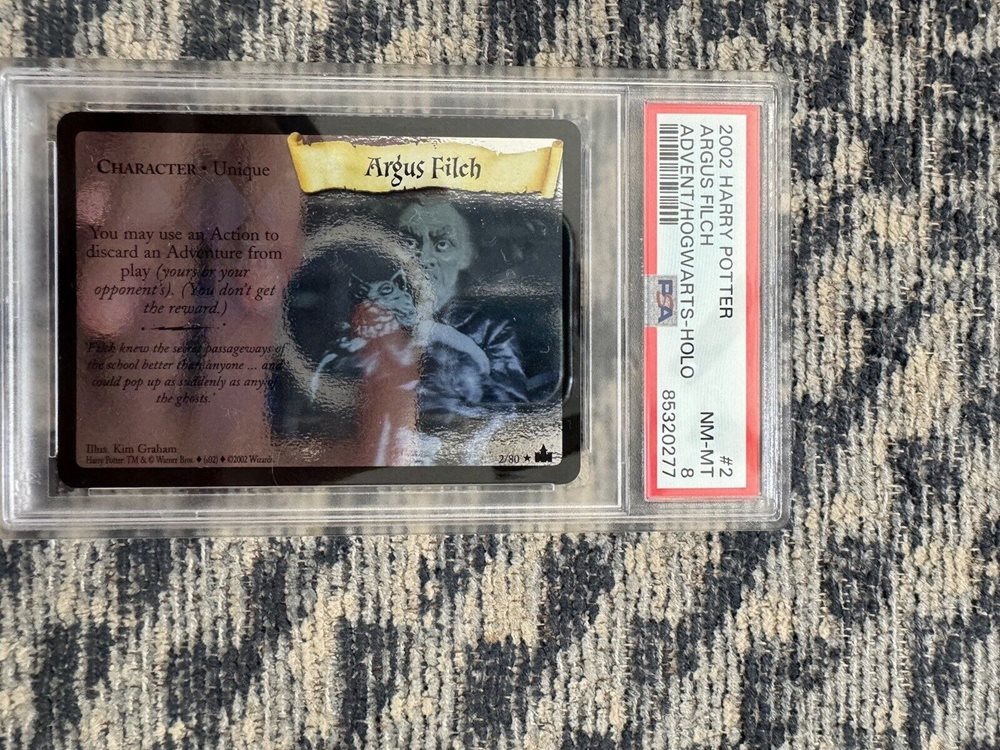 Argus Filch
CHARACTER • Unique
You may use an Action to
discard an Adventure from
play (yours or your
opponent's). (You don't get
the reward.)
'Filch knew the secret passageways of
the school better than anyone ... and
could pop up as suddenly as any of
the ghosts.'
Illus. Kim Graham
Harry Potter TM & © Warner Bros. ♦ (s02) ♦ ©2002 Wizards
2/80 ★
2002 HARRY POTTER #2
ARGUS FILCH NM-MT
ADVENT/HOGWARTS-HOLO 8
PSA 85320277